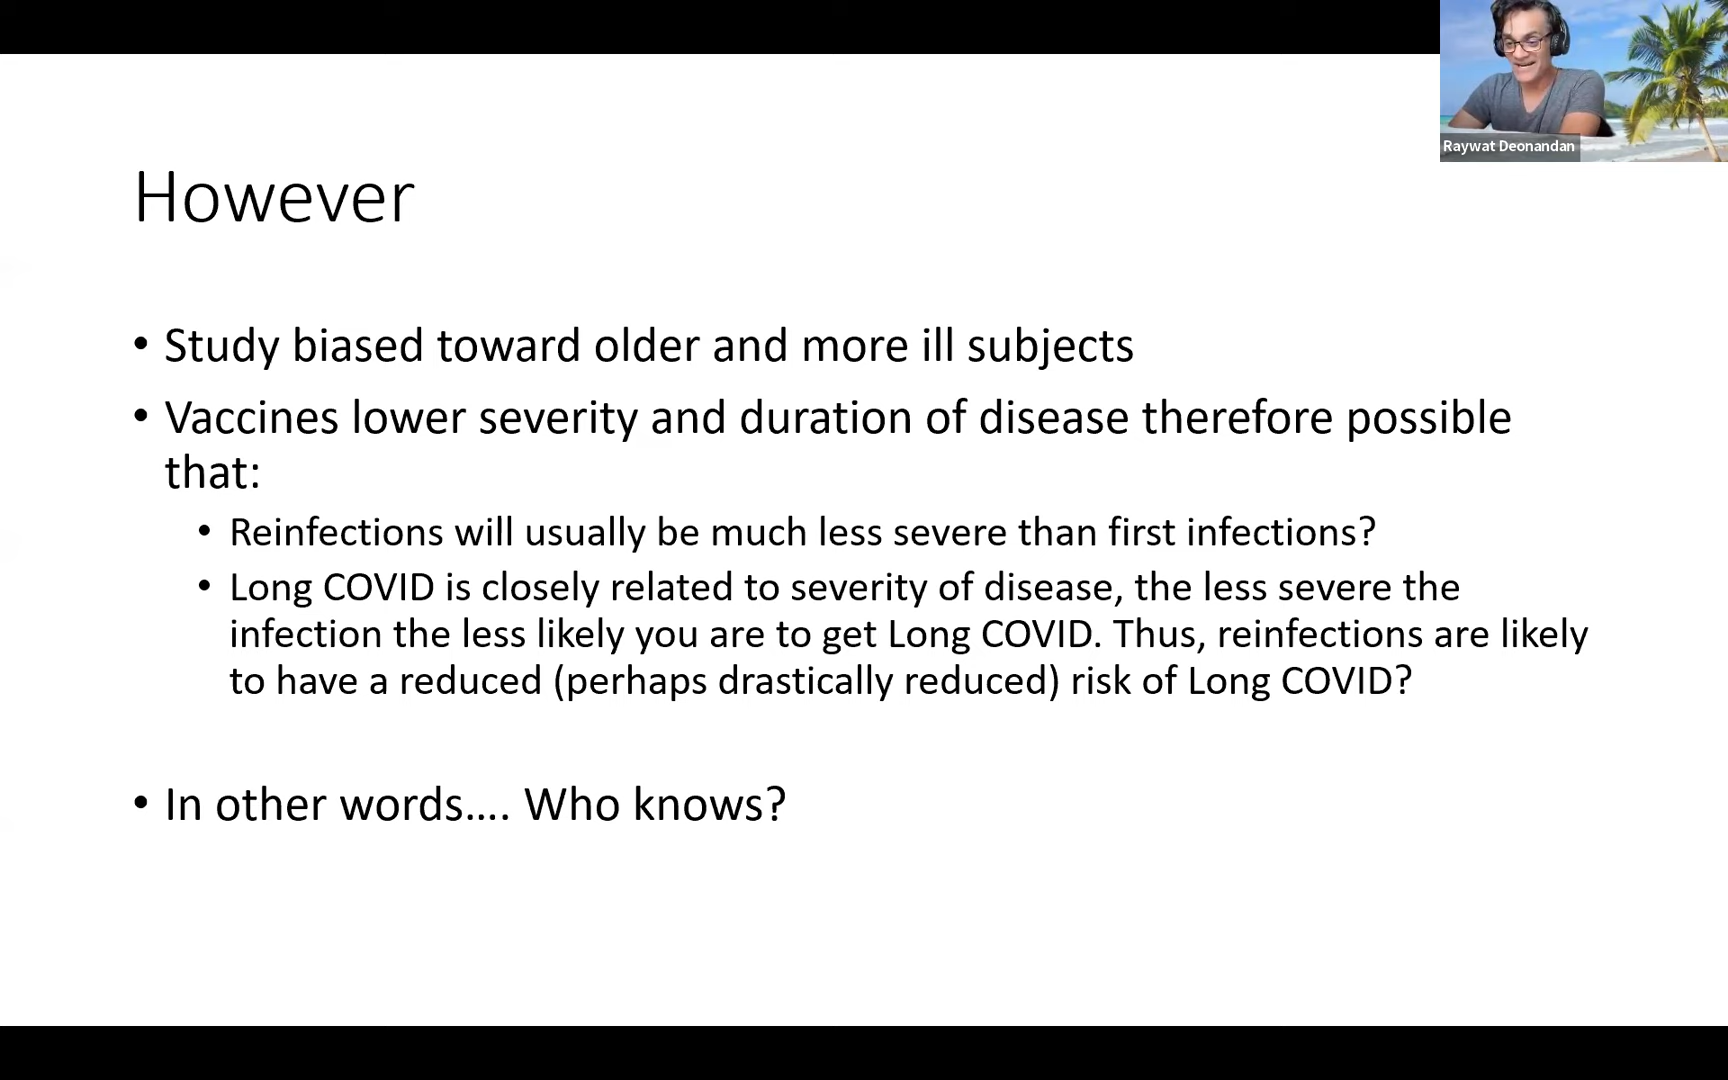 Raywat Deonandan
However
• Study biased toward older and more ill subjects
• Vaccines lower severity and duration of disease therefore possible
that:
• Reinfections will usually be much less severe than first infections?
• Long COVID is closely related to severity of disease, the less severe the
infection the less likely you are to get Long COVID. Thus, reinfections are likely
to have a reduced (perhaps drastically reduced) risk of Long COVID?
• In other words.... Who knows?